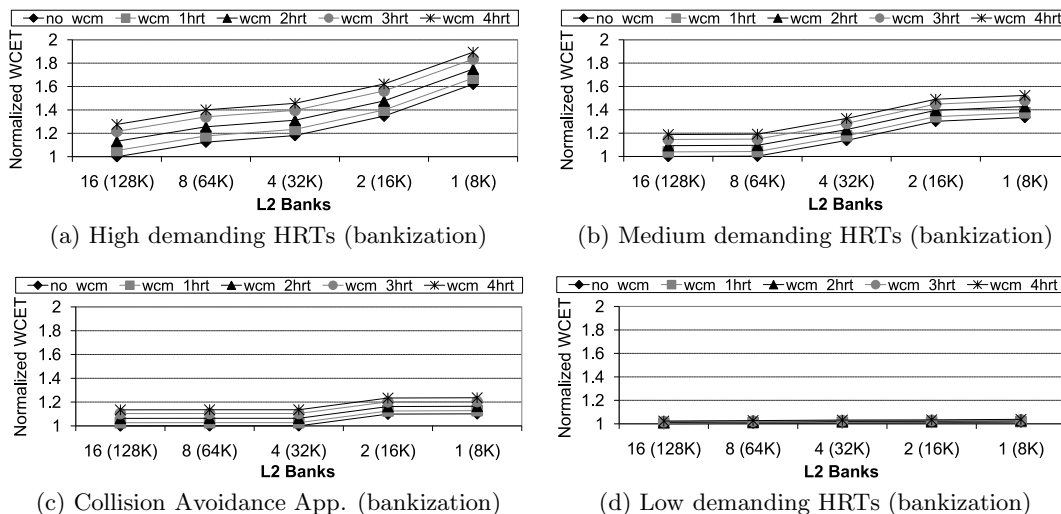 no wcm wcm 1hrt wcm 2hrt wcm 3hrt wcm 4hrt
Normalized WCET
2
1.8
1.6
1.4
1.2
1
16 (128K) 8 (64K) 4 (32K) 2 (16K) 1 (8K)
L2 Banks
(a) High demanding HRTs (bankization)
no wcm wcm 1hrt wcm 2hrt wcm 3hrt wcm 4hrt
Normalized WCET
2
1.8
1.6
1.4
1.2
1
16 (128K) 8 (64K) 4 (32K) 2 (16K) 1 (8K)
L2 Banks
(b) Medium demanding HRTs (bankization)
no wcm wcm 1hrt wcm 2hrt wcm 3hrt wcm 4hrt
Normalized WCET
2
1.8
1.6
1.4
1.2
1
16 (128K) 8 (64K) 4 (32K) 2 (16K) 1 (8K)
L2 Banks
(c) Collision Avoidance App. (bankization)
no wcm wcm 1hrt wcm 2hrt wcm 3hrt wcm 4hrt
Normalized WCET
2
1.8
1.6
1.4
1.2
1
16 (128K) 8 (64K) 4 (32K) 2 (16K) 1 (8K)
L2 Banks
(d) Low demanding HRTs (bankization)